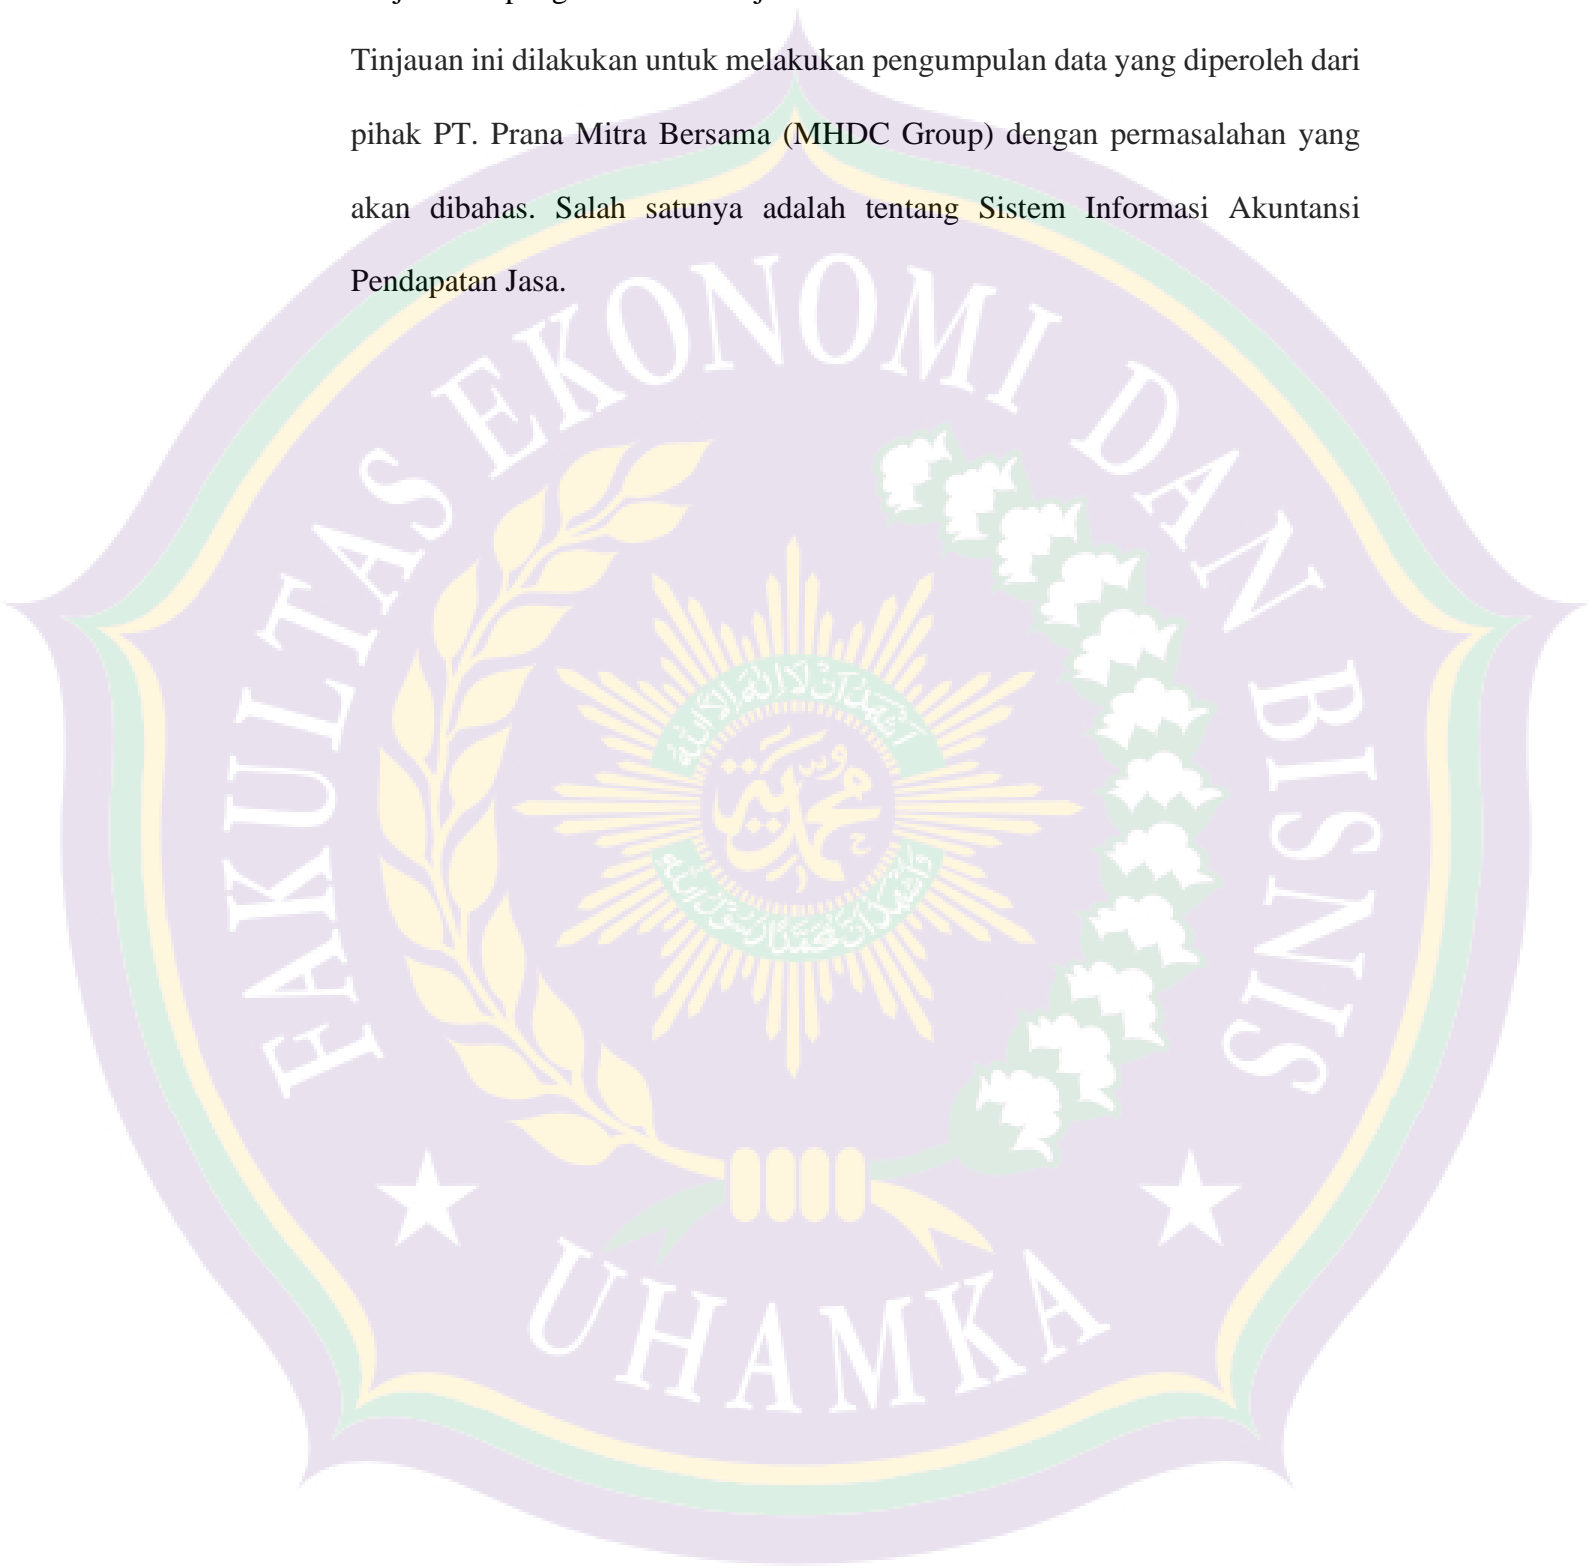 Tinjauan ini dilakukan untuk melakukan pengumpulan data yang diperoleh dari
pihak PT. Prana Mitra Bersama (MHDC Group) dengan permasalahan yang
akan dibahas. Salah satunya adalah tentang Sistem Informasi Akuntansi
Pendapatan Jasa.
FAKULTAS EKONOMI DAN BISNIS
محمدية
UHAMKA